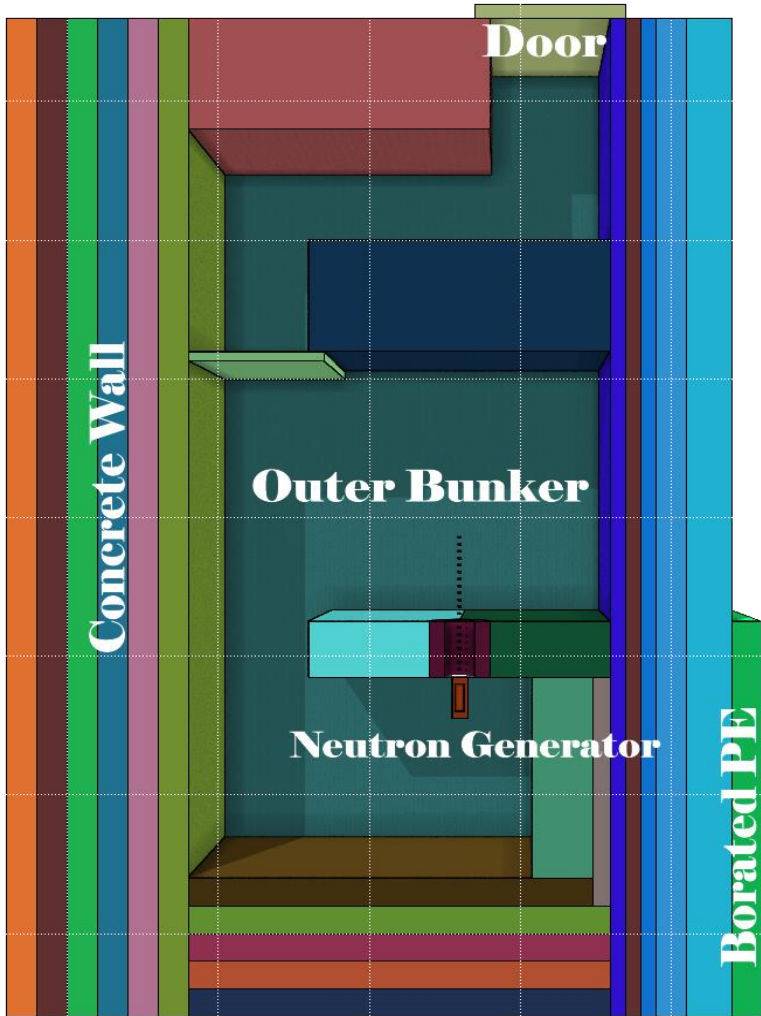 Door
Concrete Wall
Outer Bunker
Neutron Generator
Borated PE